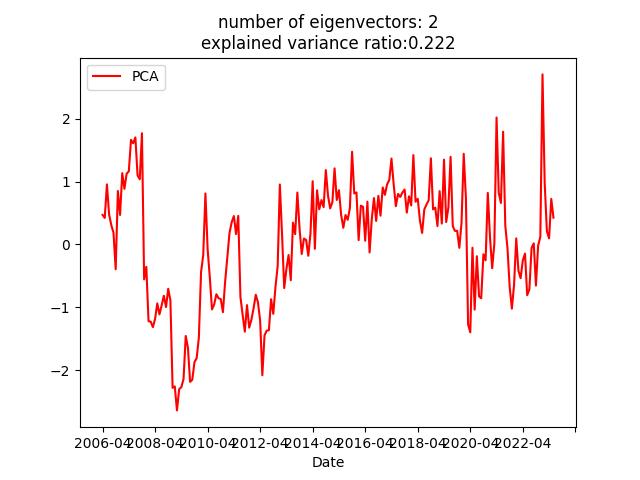 number of eigenvectors: 2
explained variance ratio:0.222
PCA
2
1
0
−1
−2
2006-04 2008-04 2010-04 2012-04 2014-04 2016-04 2018-04 2020-04 2022-04
Date